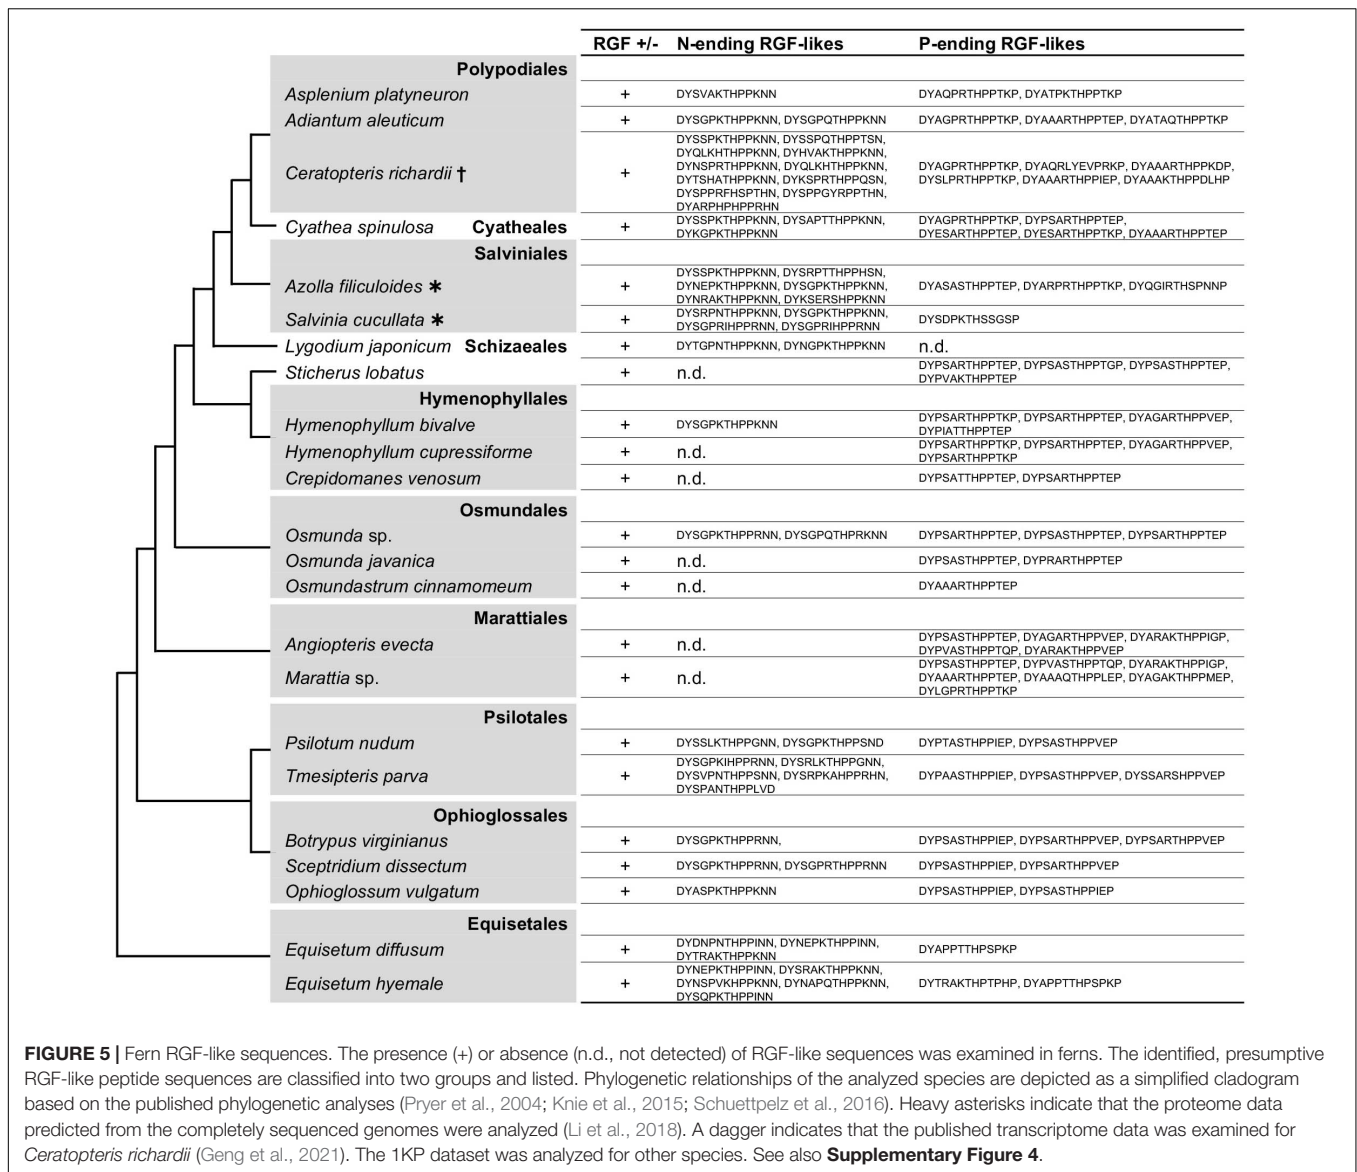 RGF +/- N-ending RGF-likes P-ending RGF-likes
Polypodiales
Asplenium platyneuron + DYSVAKTHPPKNN DYAQPRTHPPTKP, DYATPKTHPPTKP
Adiantum aleuticum + DYSGPKTHPPKNN, DYSGPQTHPPKNN DYAGPRTHPPTKP, DYAAARTHPPTEP, DYATAQTHPPTKP
Ceratopteris richardii † +
DYSSPKTHPPKNN, DYSSPQTHPPTSN,
DYQLKHTHPPKNN, DYHVAKTHPPKNN,
DYNSPRTHPPKNN, DYQLKHTHPPKNN,
DYTSHATHPPKNN, DYKSPRTHPPQSN,
DYSPPRFHSPTHN, DYSPPGYRPPTHN,
DYARPHPHPPRHN
DYAGPRTHPPTKP, DYAQRLYEVPRKP, DYAAARTHPPKDP,
DYSLPRTHPPTKP, DYAAARTHPPIEP, DYAAAKTHPPDLHP
Cyathea spinulosa Cyatheales +
DYSSPKTHPPKNN, DYSAPTTHPPKNN,
DYKGPKTHPPKNN
DYAGPRTHPPTKP, DYPSARTHPPTEP,
DYESARTHPPTEP, DYESARTHPPTKP, DYAAARTHPPTEP
Salviniales
Azolla filiculoides ∗ +
DYSSPKTHPPKNN, DYSRPTTHPPHSN,
DYNEPKTHPPKNN, DYSGPKTHPPKNN,
DYNRAKTHPPKNN, DYKSERSHPPKNN
DYASASTHPPTEP, DYARPRTHPPTKP, DYQGIRTHSPNNP
Salvinia cucullata ∗ +
DYSRPNTHPPKNN, DYSGPKTHPPKNN,
DYSGPRIHPPRNN, DYSGPRIHPPRNN
DYSDPKTHSSGSP
Lygodium japonicum Schizaeales + DYTGPNTHPPKNN, DYNGPKTHPPKNN n.d.
Sticherus lobatus + n.d.
DYPSARTHPPTEP, DYPSASTHPPTGP, DYPSASTHPPTEP,
DYPVAKTHPPTEP
Hymenophyllales
Hymenophyllum bivalve + DYSGPKTHPPKNN
DYPSARTHPPTKP, DYPSARTHPPTEP, DYAGARTHPPVEP,
DYPIATTHPPTEP
Hymenophyllum cupressiforme + n.d.
DYPSARTHPPTKP, DYPSARTHPPTEP, DYAGARTHPPVEP,
DYPSARTHPPTKP
Crepidomanes venosum + n.d. DYPSATTHPPTEP, DYPSARTHPPTEP
Osmundales
Osmunda sp. + DYSGPKTHPPRNN, DYSGPQTHPRKNN DYPSARTHPPTEP, DYPSASTHPPTEP, DYPSARTHPPTEP
Osmunda javanica + n.d. DYPSASTHPPTEP, DYPRARTHPPTEP
Osmundastrum cinnamomeum + n.d. DYAAARTHPPTEP
Marattiales
Angiopteris evecta + n.d.
DYPSASTHPPTEP, DYAGARTHPPVEP, DYARAKTHPPIGP,
DYPVASTHPPTQP, DYARAKTHPPVEP
Marattia sp. + n.d.
DYPSASTHPPTEP, DYPVASTHPPTQP, DYARAKTHPPIGP,
DYAAARTHPPTEP, DYAAAQTHPPLEP, DYAGAKTHPPMEP,
DYLGPRTHPPTKP
Psilotales
Psilotum nudum + DYSSLKTHPPGNN, DYSGPKTHPPSND DYPTASTHPPIEP, DYPSASTHPPVEP
Tmesipteris parva +
DYSGPKIHPPRNN, DYSRLKTHPPGNN,
DYSVPNTHPPSNN, DYSRPKAHPPRHN,
DYSPANTHPPLVD
DYPAASTHPPIEP, DYPSASTHPPVEP, DYSSARSHPPVEP
Ophioglossales
Botrypus virginianus + DYSGPKTHPPRNN, DYPSASTHPPIEP, DYPSARTHPPVEP, DYPSARTHPPVEP
Sceptridium dissectum + DYSGPKTHPPRNN, DYSGPRTHPPRNN DYPSASTHPPIEP, DYPSARTHPPVEP
Ophioglossum vulgatum + DYASPKTHPPKNN DYPSASTHPPIEP, DYPSASTHPPIEP
Equisetales
Equisetum diffusum +
DYDNPNTHPPINN, DYNEPKTHPPINN,
DYTRAKTHPPKNN
DYAPPTTHPSPKP
Equisetum hyemale +
DYNEPKTHPPINN, DYSRAKTHPPKNN,
DYNSPVKHPPKNN, DYNAPQTHPPKNN,
DYSQPKTHPPINN
DYTRAKTHPTPHP, DYAPPTTHPSPKP
FIGURE 5 | Fern RGF-like sequences. The presence (+) or absence (n.d., not detected) of RGF-like sequences was examined in ferns. The identified, presumptive
RGF-like peptide sequences are classified into two groups and listed. Phylogenetic relationships of the analyzed species are depicted as a simplified cladogram
based on the published phylogenetic analyses (Pryer et al., 2004; Knie et al., 2015; Schuettpelz et al., 2016). Heavy asterisks indicate that the proteome data
predicted from the completely sequenced genomes were analyzed (Li et al., 2018). A dagger indicates that the published transcriptome data was examined for
Ceratopteris richardii (Geng et al., 2021). The 1KP dataset was analyzed for other species. See also Supplementary Figure 4.